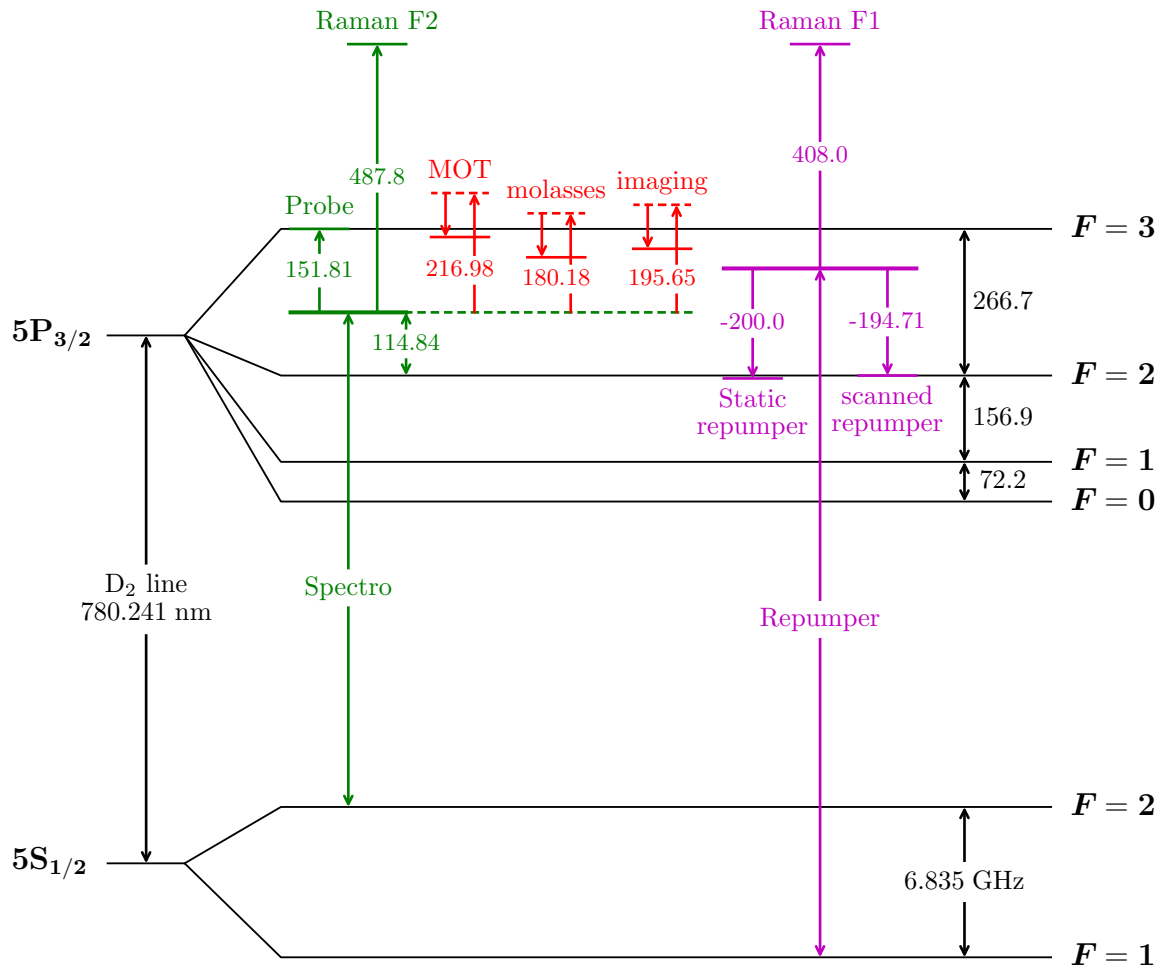 Raman F2
Raman F1
487.8
408.0
MOT
molasses
imaging
Probe
F = 3
151.81
216.98
180.18
195.65
266.7
5P3/2
114.84
-200.0
-194.71
F = 2
Static
repumper
scanned
repumper
156.9
F = 1
72.2
F = 0
D2 line
780.241 nm
Spectro
Repumper
F = 2
5S1/2
6.835 GHz
F = 1